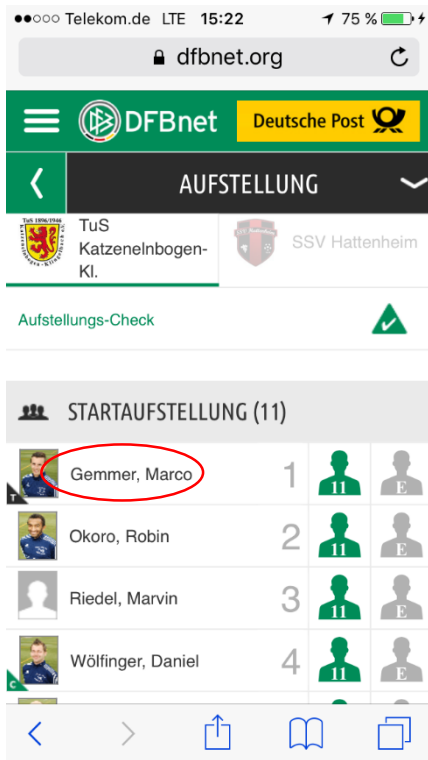 Telekom.de LTE 15:22 75 %
dfbnet.org
DFBnet Deutsche Post
AUFSTELLUNG
TuS
Katzenelnbogen-
Kl.
SSV Hattenheim
Aufstellungs-Check
STARTAUFSTELLUNG (11)
T Gemmer, Marco 1 11 E
Okoro, Robin 2 11 E
Riedel, Marvin 3 11 E
C Wölfinger, Daniel 4 11 E